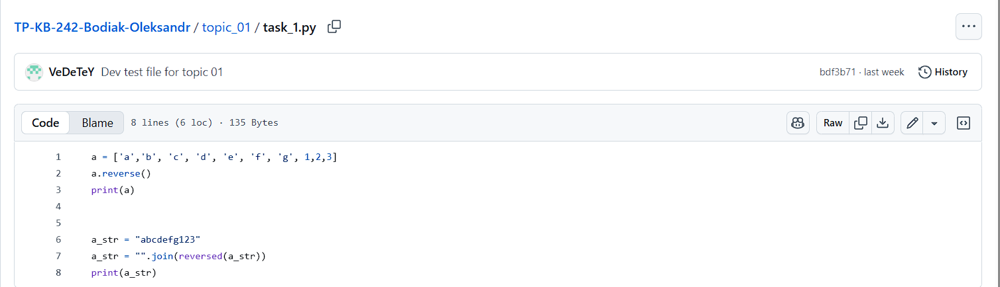 TP-KB-242-Bodiak-Oleksandr / topic_01 / task_1.py
VeDeTeY Dev test file for topic 01 bdf3b71 · last week History
Code Blame 8 lines (6 loc) · 135 Bytes Raw
1 a = ['a','b', 'c', 'd', 'e', 'f', 'g', 1,2,3]
2 a.reverse()
3 print(a)
4
5
6 a_str = "abcdefg123"
7 a_str = "".join(reversed(a_str))
8 print(a_str)